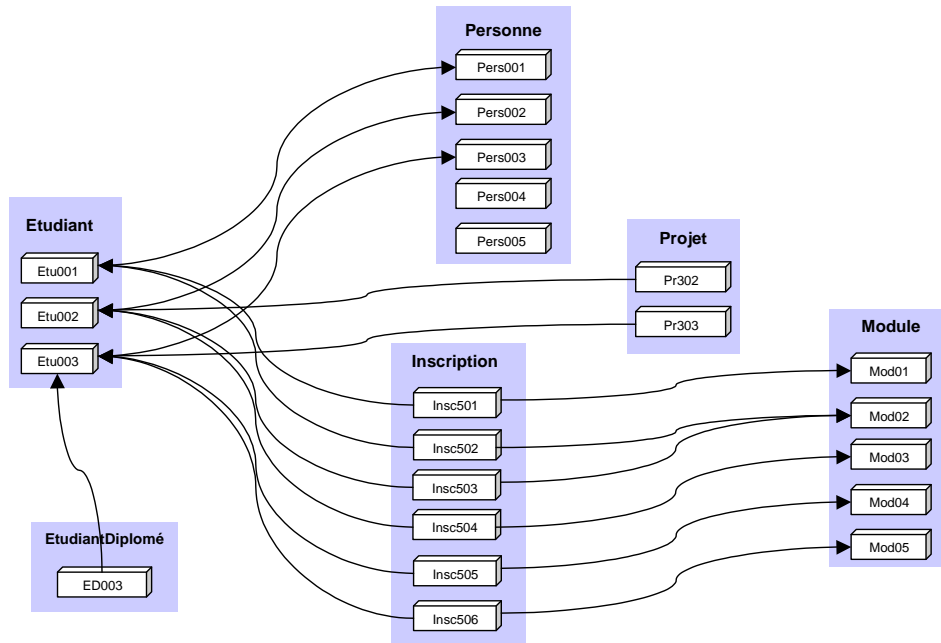 Personne
Pers001
Pers002
Pers003
Pers004
Pers005
Etudiant
Etu001
Etu002
Etu003
Projet
Pr302
Pr303
Inscription
Insc501
Insc502
Insc503
Insc504
Insc505
Insc506
Module
Mod01
Mod02
Mod03
Mod04
Mod05
EtudiantDiplomé
ED003